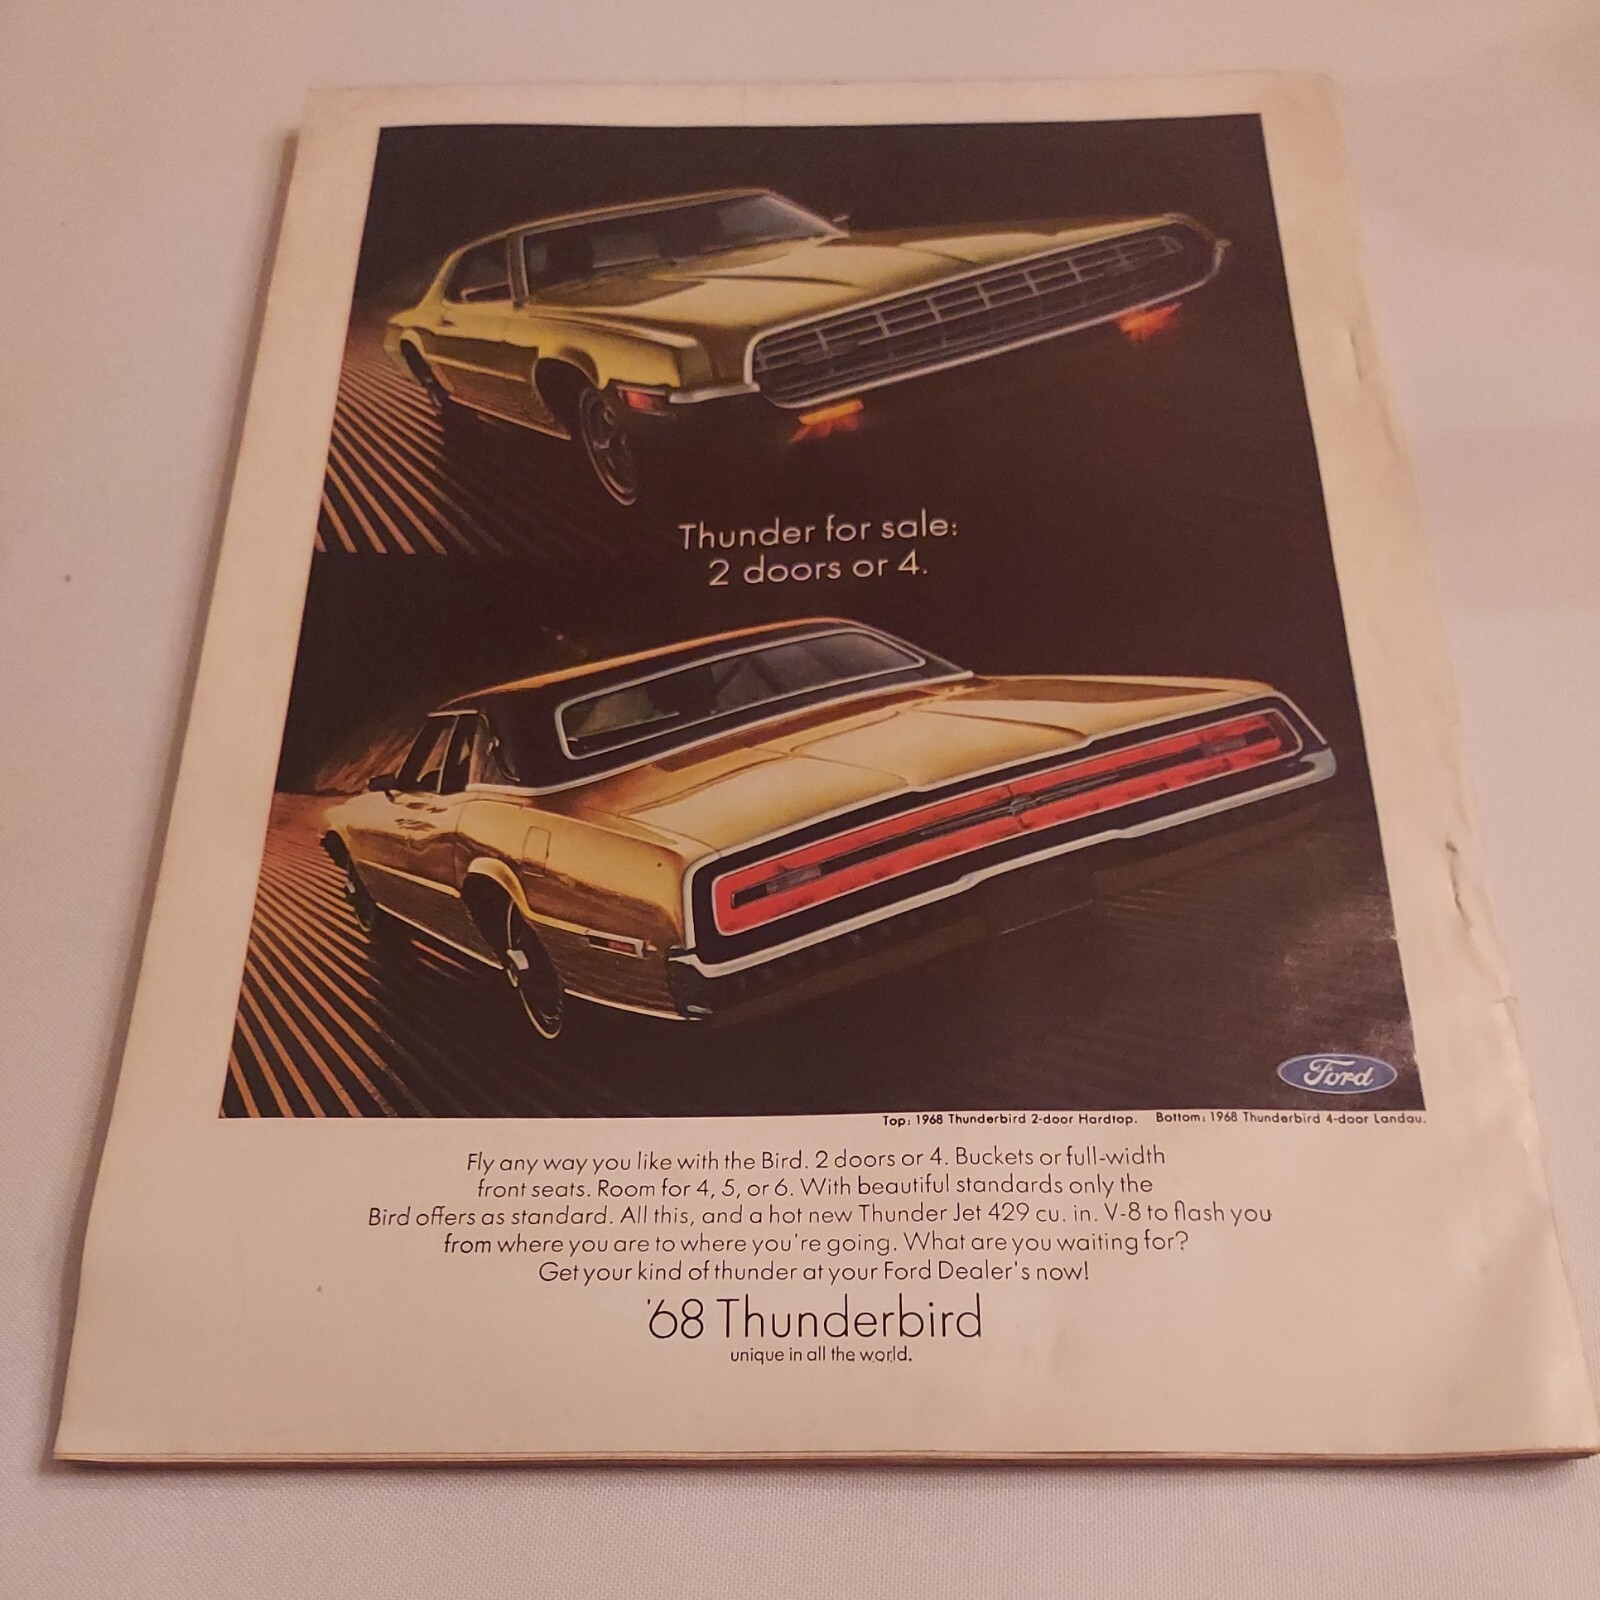 Thunder for sale:
2 doors or 4.
Ford
Top: 1968 Thunderbird 2-door Hardtop. Bottom: 1968 Thunderbird 4-door Landau.
Fly any way you like with the Bird. 2 doors or 4. Buckets or full-width
front seats. Room for 4, 5, or 6. With beautiful standards only the
Bird offers as standard. All this, and a hot new Thunder Jet 429 cu. in. V-8 to flash you
from where you are to where you're going. What are you waiting for?
Get your kind of thunder at your Ford Dealer's now!
'68 Thunderbird
unique in all the world.